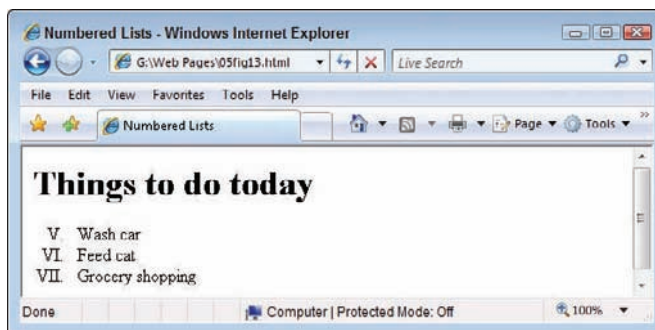 Numbered Lists - Windows Internet Explorer
G:\Web Pages\05fig13.html Live Search
File Edit View Favorites Tools Help
Numbered Lists Page Tools
Things to do today
V. Wash car
VI. Feed cat
VII. Grocery shopping
Done Computer | Protected Mode: Off 100%